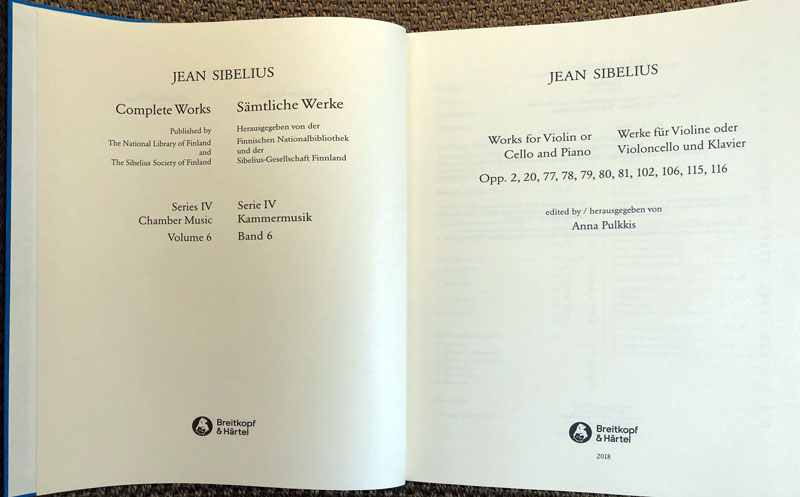 JEAN SIBELIUS
Complete Works
Published by
The National Library of Finland
and
The Sibelius Society of Finland
Series IV
Chamber Music
Volume 6
Sämtliche Werke
Herausgegeben von der
Finnischen Nationalbibliothek
und der
Sibelius-Gesellschaft Finnland
Serie IV
Kammermusik
Band 6
Breitkopf
& Härtel
JEAN SIBELIUS
Works for Violin or
Cello and Piano
Werke für Violine oder
Violoncello und Klavier
Opp. 2, 20, 77, 78, 79, 80, 81, 102, 106, 115, 116
edited by / herausgegeben von
Anna Pulkkis
Breitkopf
& Härtel
2018